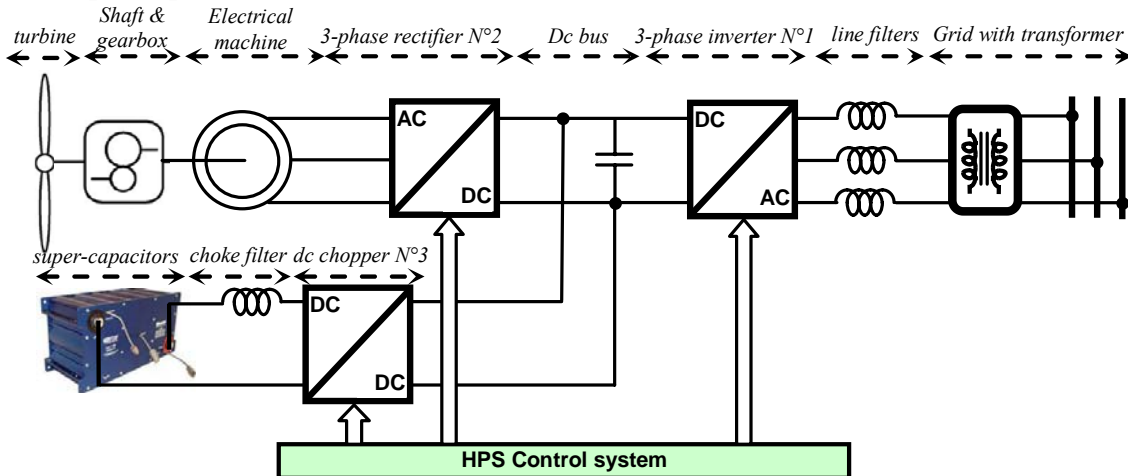 Shaft & Electrical
turbine gearbox machine 3-phase rectifier N°2 Dc bus 3-phase inverter N°1 line filters Grid with transformer
AC
DC
DC
AC
super-capacitors choke filter dc chopper N°3
DC
DC
HPS Control system